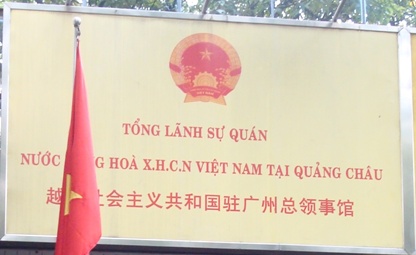 TỔNG LÃNH SỰ QUÁN
NƯỚC HOÀ X.H.C.N VIỆT NAM TẠI QUẢNG CHÂU
越 社会主义共和国驻广州总领事馆